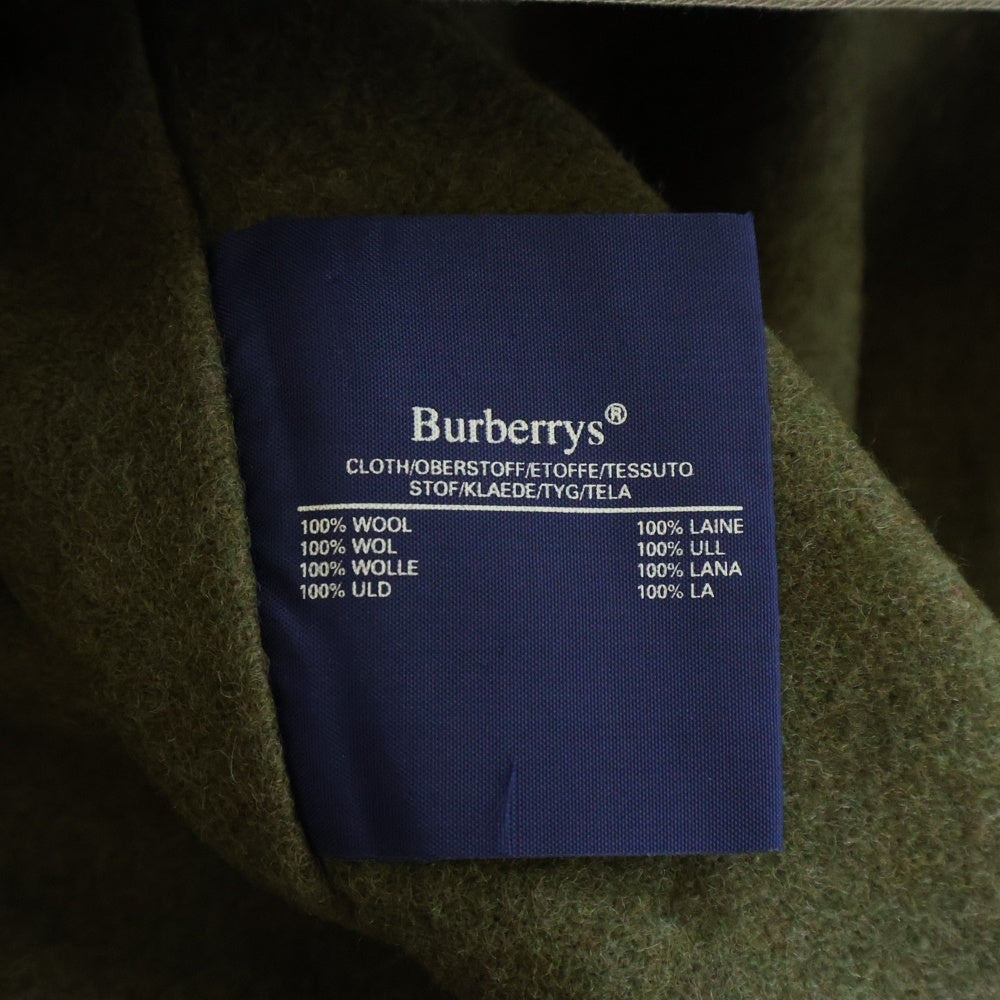 Burberrys®
CLOTH/OBERSTOFF/ETOFFE/TESSUTO
STOF/KLAEDE/TYG/TELA
100% WOOL 100% LAINE
100% WOL 100% ULL
100% WOLLE 100% LANA
100% ULD 100% LA